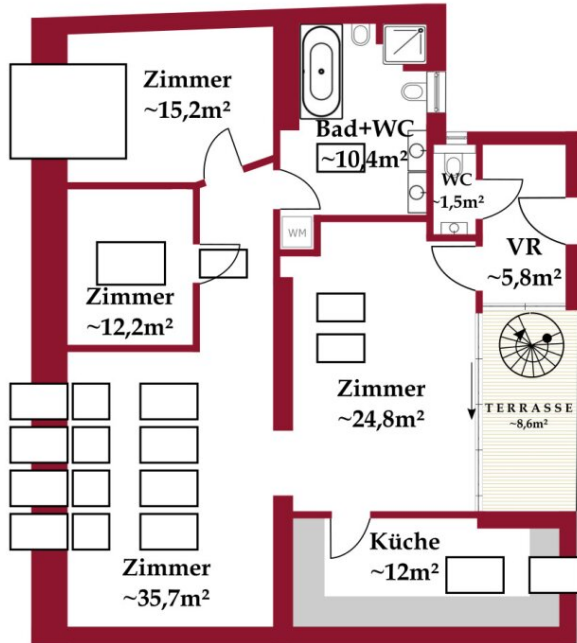 Zimmer
~15,2m²
Bad+WC
~10,4m²
WC
~1,5m²
VR
~5,8m²
WM
Zimmer
~12,2m²
Zimmer
~24,8m²
TERRASSE
~8,6m²
Küche
~12m²
Zimmer
~35,7m²